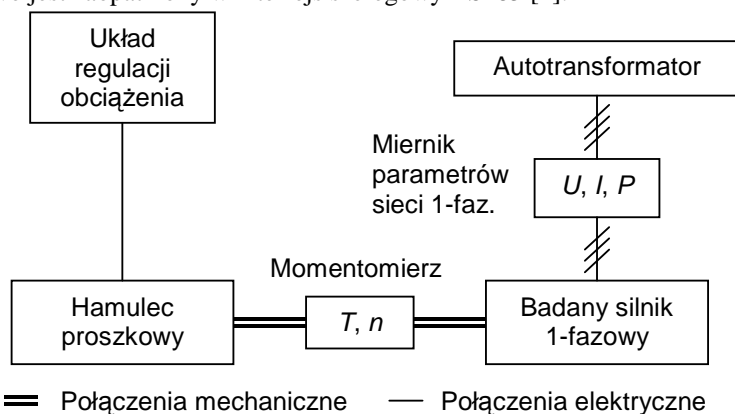 Układ
regulacji
obciążenia
Autotransformator
Miernik
parametrów
sieci 1-faz.
U, I, P
Momentomierz
Hamulec
proszkowy
T, n
Badany silnik
1-fazowy
Połączenia mechaniczne — Połączenia elektryczne